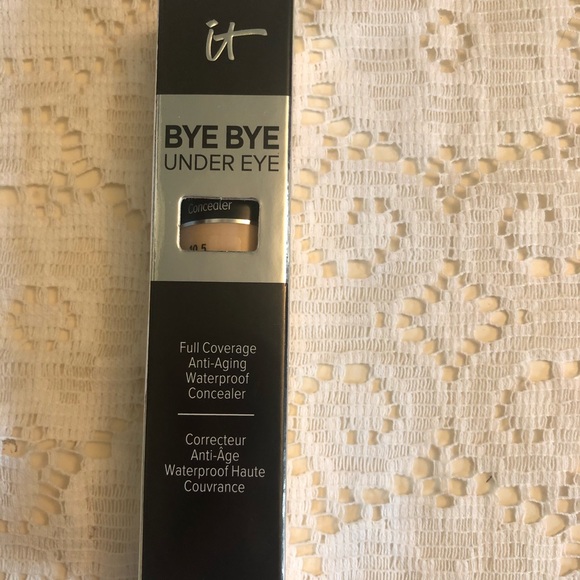 it
BYE BYE
UNDER EYE
Concealer
Full Coverage
Anti-Aging
Waterproof
Concealer
Correcteur
Anti-Âge
Waterproof Haute
Couvrance